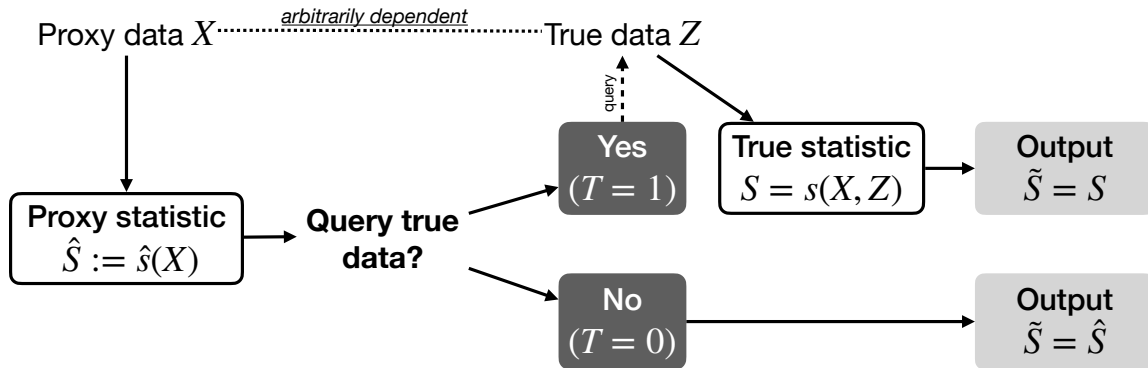 Proxy data X
arbitrarily dependent
True data Z
query
Yes
(T = 1)
True statistic
S = s(X, Z)
Output
S̃ = S
Proxy statistic
Ŝ := ŝ(X)
Query true
data?
No
(T = 0)
Output
S̃ = Ŝ